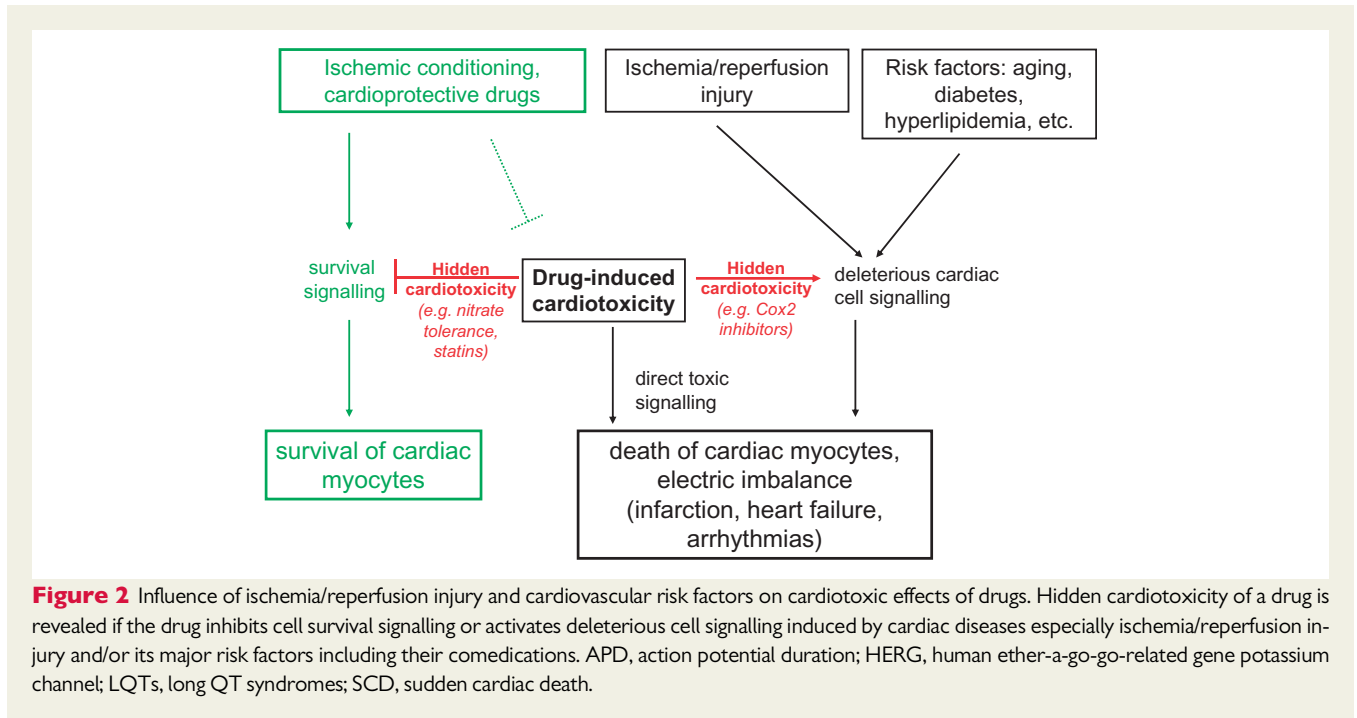 Ischemic conditioning,
cardioprotective drugs
Ischemia/reperfusion
injury
Risk factors: aging,
diabetes,
hyperlipidemia, etc.
survival
signalling
Hidden
cardiotoxicity
(e.g. nitrate
tolerance,
statins)
Drug-induced
cardiotoxicity
Hidden
cardiotoxicity
(e.g. Cox2
inhibitors)
deleterious cardiac
cell signalling
direct toxic
signalling
survival of cardiac
myocytes
death of cardiac myocytes,
electric imbalance
(infarction, heart failure,
arrhythmias)
Figure 2 Influence of ischemia/reperfusion injury and cardiovascular risk factors on cardiotoxic effects of drugs. Hidden cardiotoxicity of a drug is
revealed if the drug inhibits cell survival signalling or activates deleterious cell signalling induced by cardiac diseases especially ischemia/reperfusion in-
jury and/or its major risk factors including their comedications. APD, action potential duration; HERG, human ether-a-go-go-related gene potassium
channel; LQTs, long QT syndromes; SCD, sudden cardiac death.